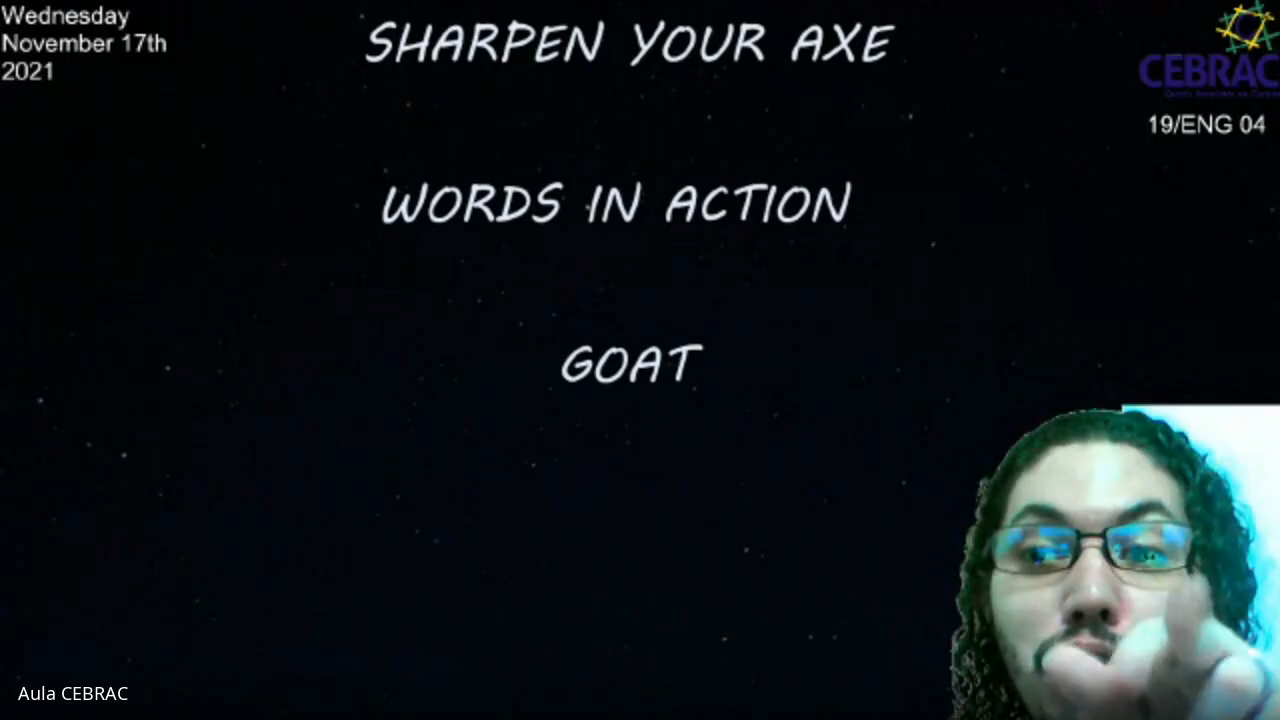 Wednesday
November 17th
2021
SHARPEN YOUR AXE
CEBRAC
19/ENG 04
WORDS IN ACTION
GOAT
Aula CEBRAC